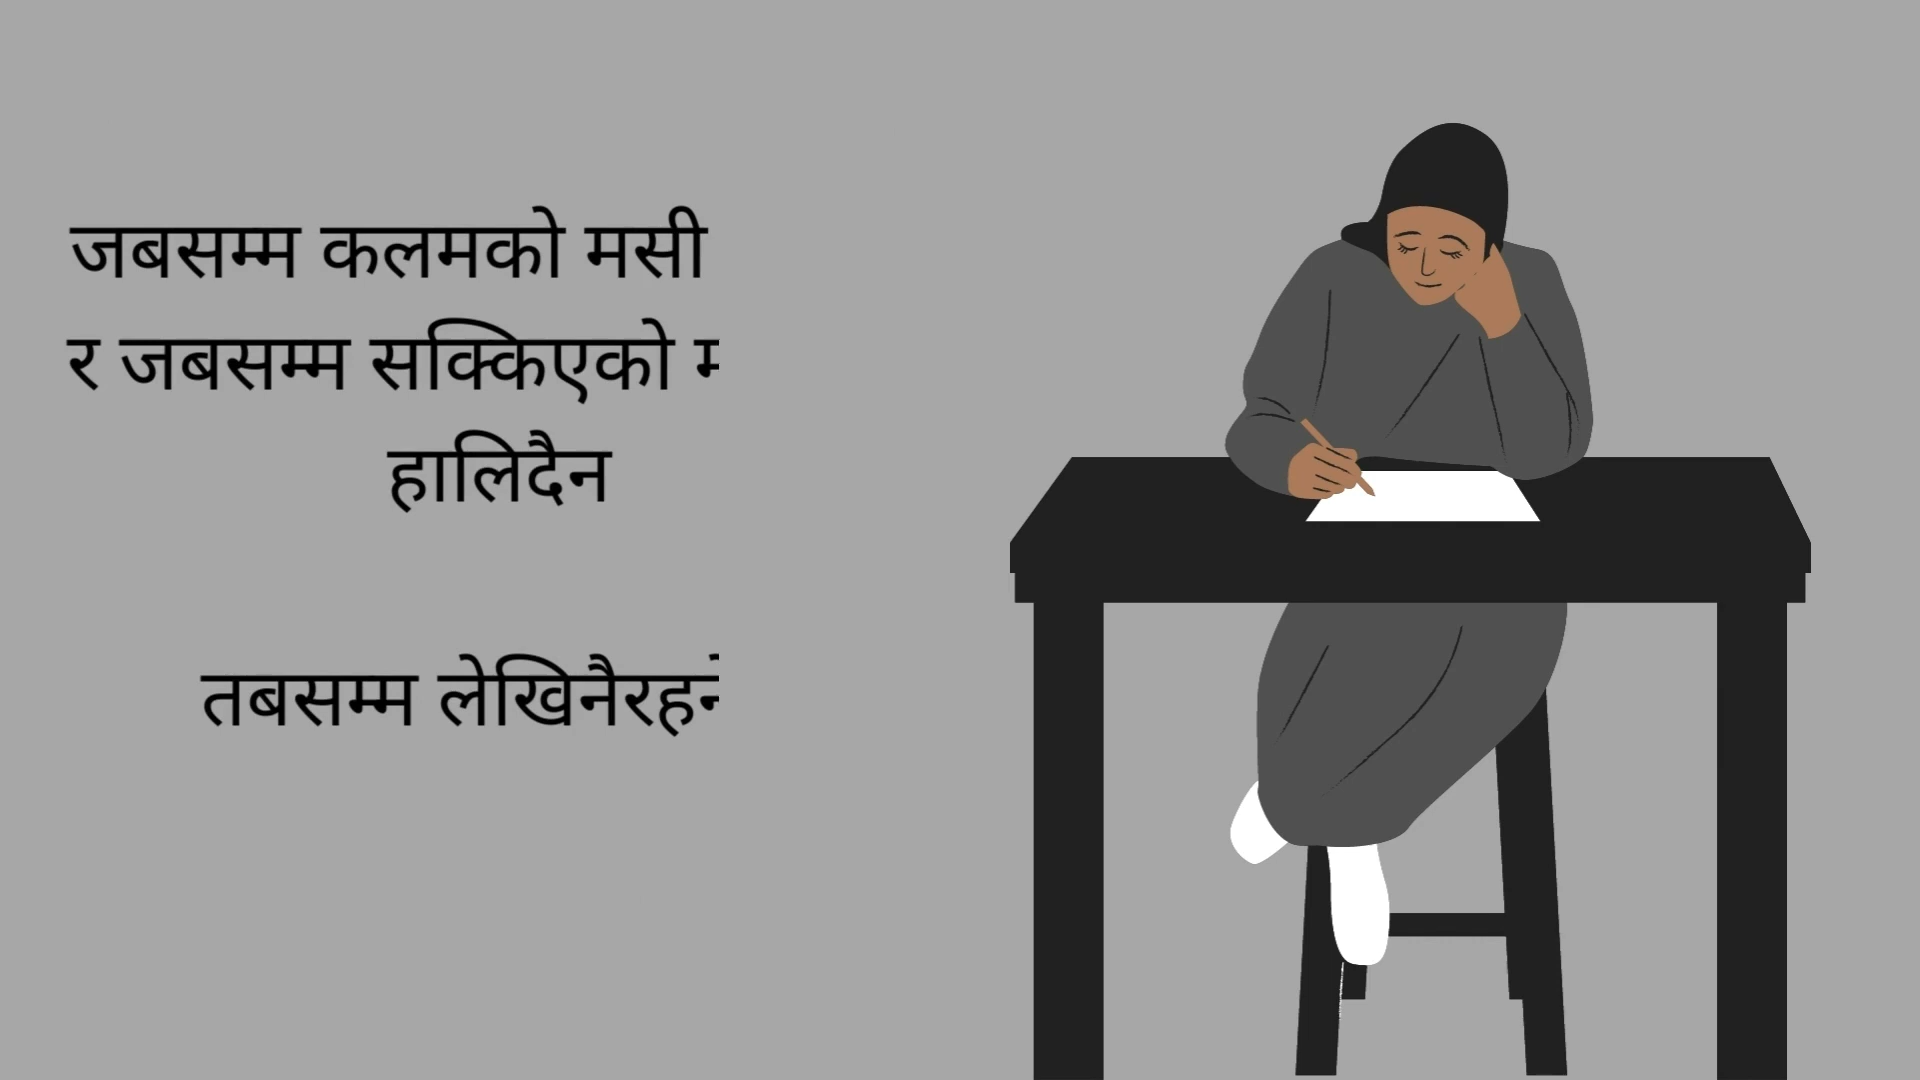 जबसम्म कलमको मसी
र जबसम्म सक्किएको
हालिदैन
तबसम्म